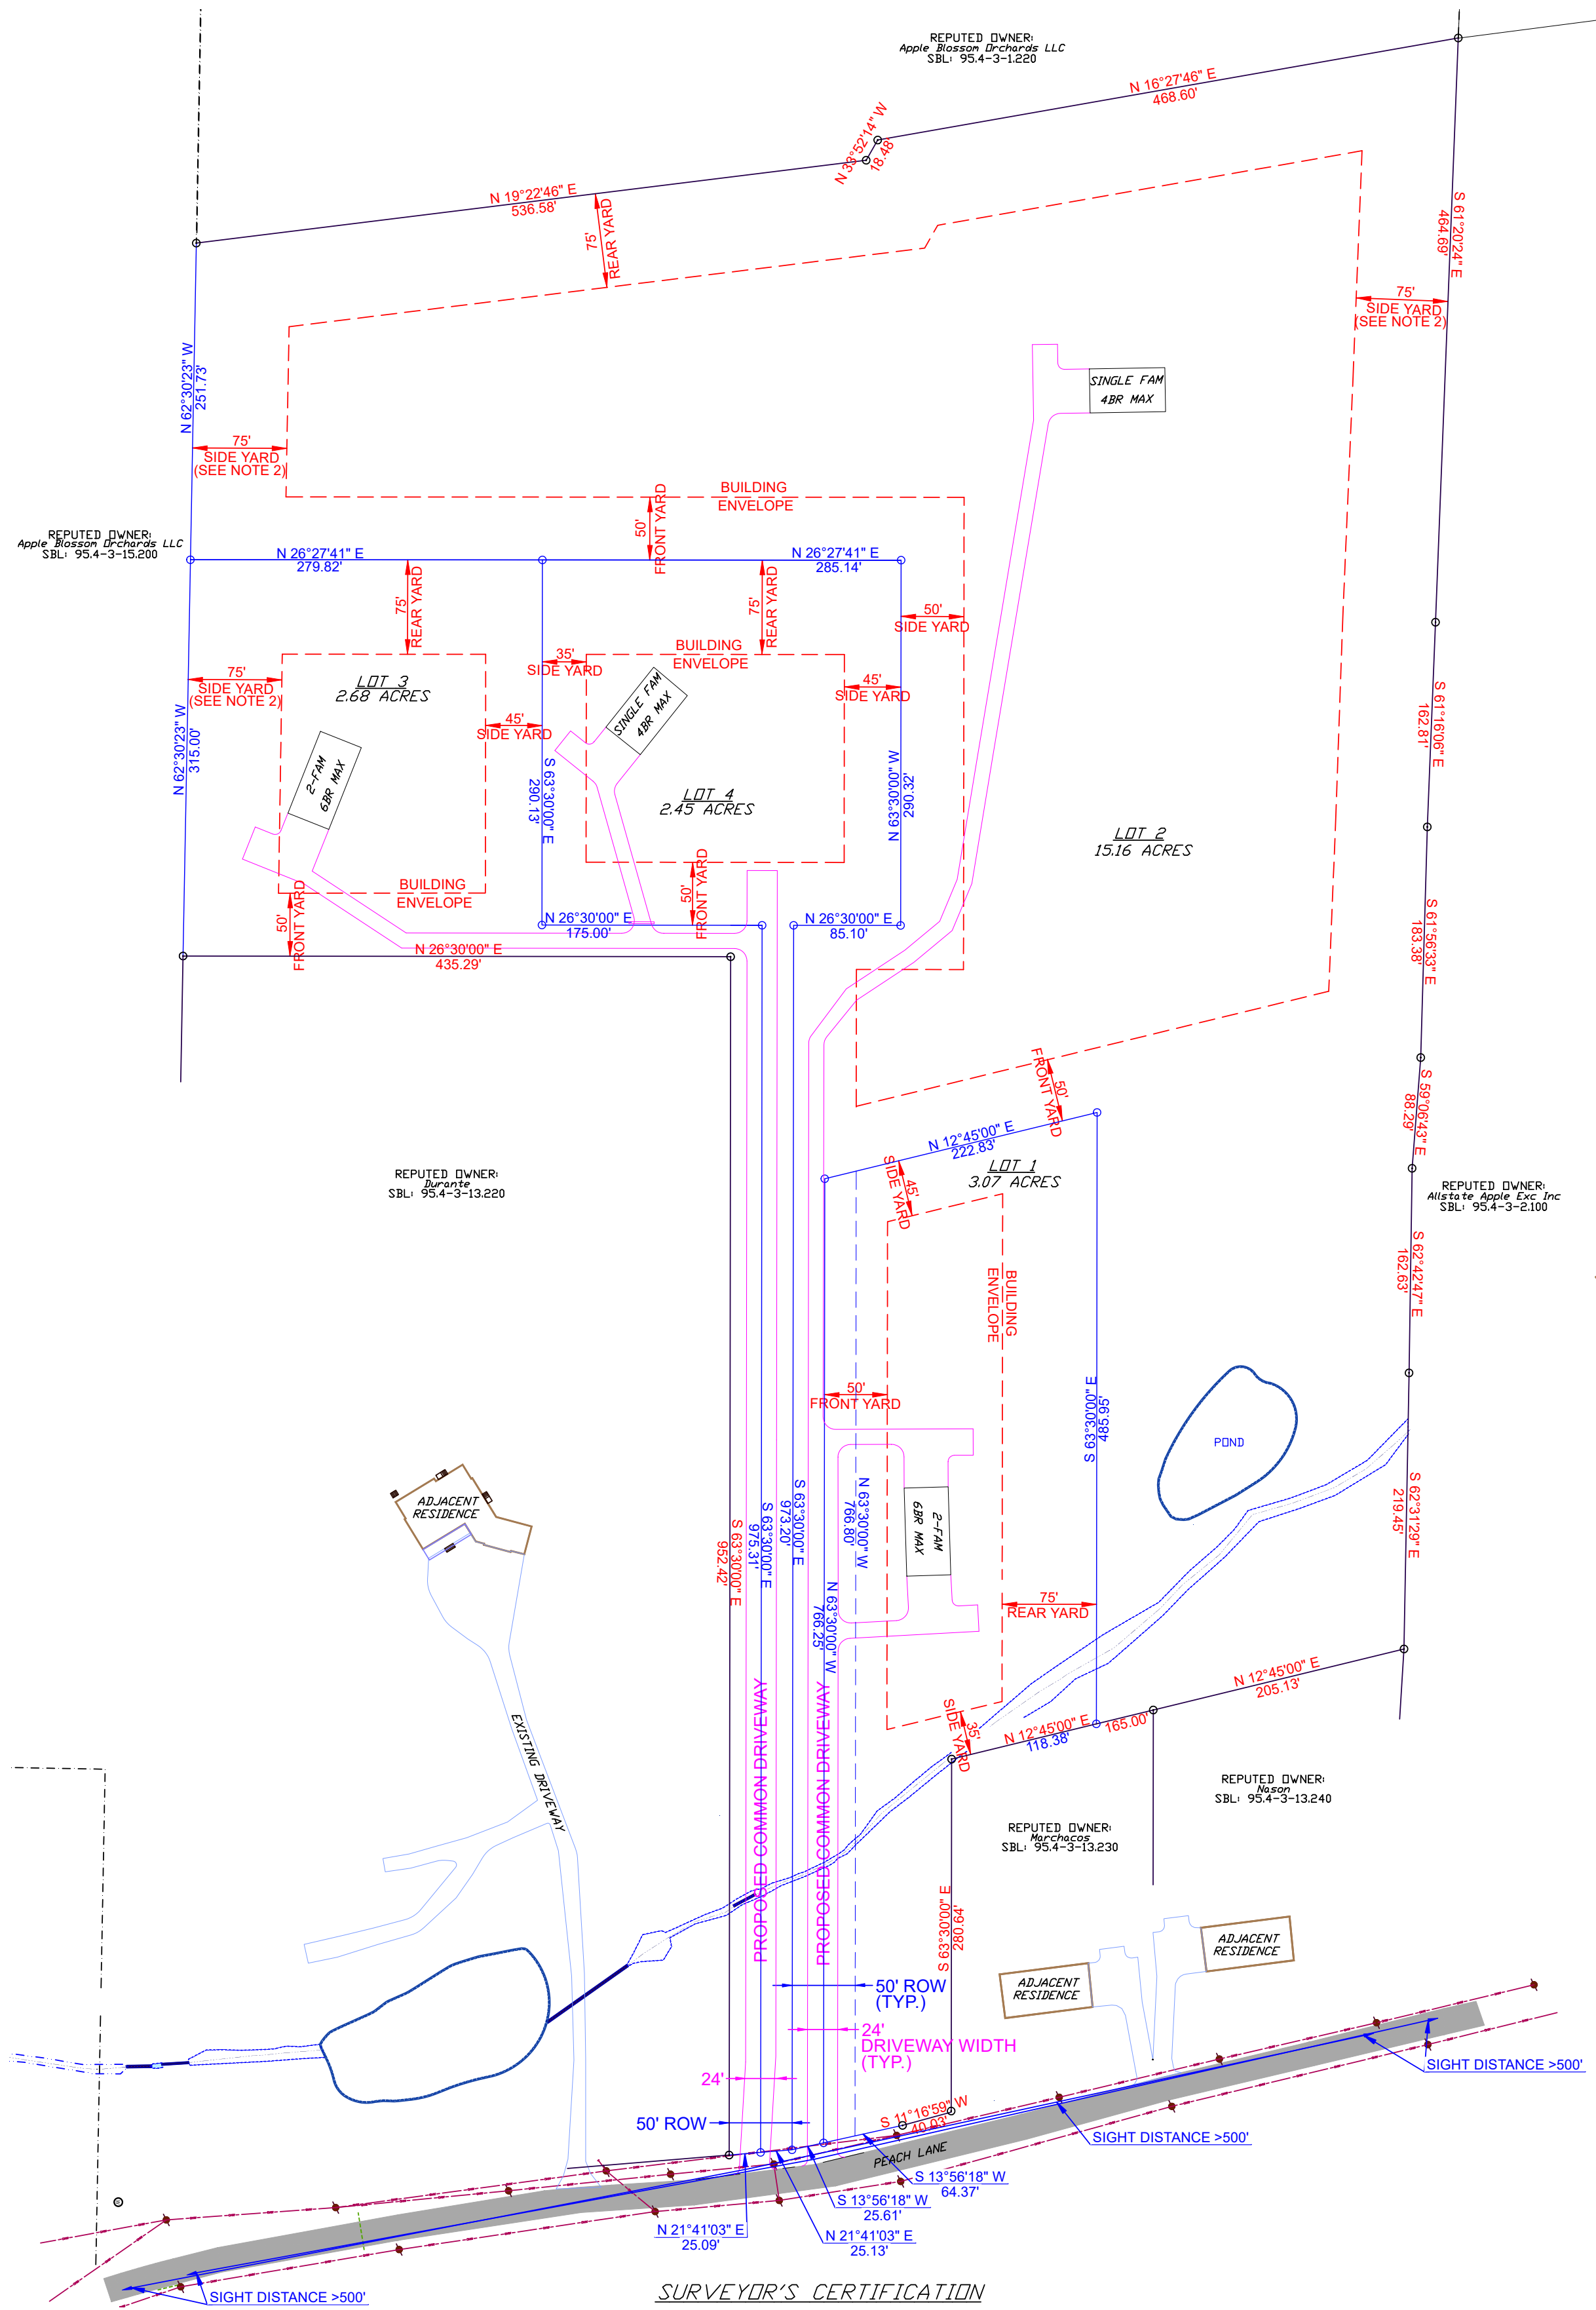 REPUTED OWNER:
Apple Blossom Orchards LLC
SBL: 95.4-3-1.220
N 16°27'46" E
468.60'
N 33°52'14" W
18.48'
N 19°22'46" E
536.58'
75'
REAR YARD
S 61°20'24" E
464.69'
75'
SIDE YARD
(SEE NOTE 2)
N 62°30'23" W
251.73'
75'
SIDE YARD
(SEE NOTE 2)
SINGLE FAM
4BR MAX
BUILDING
ENVELOPE
50'
FRONT YARD
REPUTED OWNER:
Apple Blossom Orchards LLC
SBL: 95.4-3-15.200
N 26°27'41" E
279.82'
N 26°27'41" E
285.14'
75'
REAR YARD
75'
REAR YARD
50'
SIDE YARD
BUILDING
ENVELOPE
35'
SIDE YARD
75'
SIDE YARD
(SEE NOTE 2)
LOT 3
2.68 ACRES
45'
SIDE YARD
SINGLE FAM
4BR MAX
45'
SIDE YARD
N 62°30'23" W
315.00'
2-FAM
6BR MAX
S 63°30'00" E
290.13'
LOT 4
2.45 ACRES
N 63°30'00" W
290.32'
S 61°16'06" E
162.81'
LOT 2
15.16 ACRES
BUILDING
ENVELOPE
50'
FRONT YARD
50'
FRONT YARD
N 26°30'00" E
175.00'
N 26°30'00" E
85.10'
N 26°30'00" E
435.29'
S 61°56'33" E
183.38'
50'
FRONT YARD
S 59°06'43" E
88.29'
N 12°45'00" E
222.83'
LOT 1
3.07 ACRES
SIDE YARD
45'
REPUTED OWNER:
Durante
SBL: 95.4-3-13.220
REPUTED OWNER:
Allstate Apple Exc Inc
SBL: 95.4-3-2.100
S 62°42'47" E
162.63'
BUILDING
ENVELOPE
50'
FRONT YARD
S 63°30'00" E
485.95'
POND
ADJACENT
RESIDENCE
S 63°30'00" E
952.42'
S 63°30'00" E
975.31'
S 63°30'00" E
973.20'
N 63°30'00" W
766.80'
N 63°30'00" W
766.25'
2-FAM
6BR MAX
S 62°31'29" E
219.45'
75'
REAR YARD
N 12°45'00" E
205.13'
PROPOSED COMMON DRIVEWAY
PROPOSED COMMON DRIVEWAY
35'
SIDE YARD
N 12°45'00" E
118.38'
165.00'
EXISTING DRIVEWAY
REPUTED OWNER:
Nason
SBL: 95.4-3-13.240
REPUTED OWNER:
Marchacos
SBL: 95.4-3-13.230
S 63°30'00" E
280.64'
ADJACENT
RESIDENCE
ADJACENT
RESIDENCE
50' ROW
(TYP.)
24'
DRIVEWAY WIDTH
(TYP.)
24'
50' ROW
S 11°16'59" W
40.03'
SIGHT DISTANCE >500'
SIGHT DISTANCE >500'
PEACH LANE
S 13°56'18" W
64.37'
S 13°56'18" W
25.61'
N 21°41'03" E
25.09'
N 21°41'03" E
25.13'
SIGHT DISTANCE >500'
SURVEYOR'S CERTIFICATION